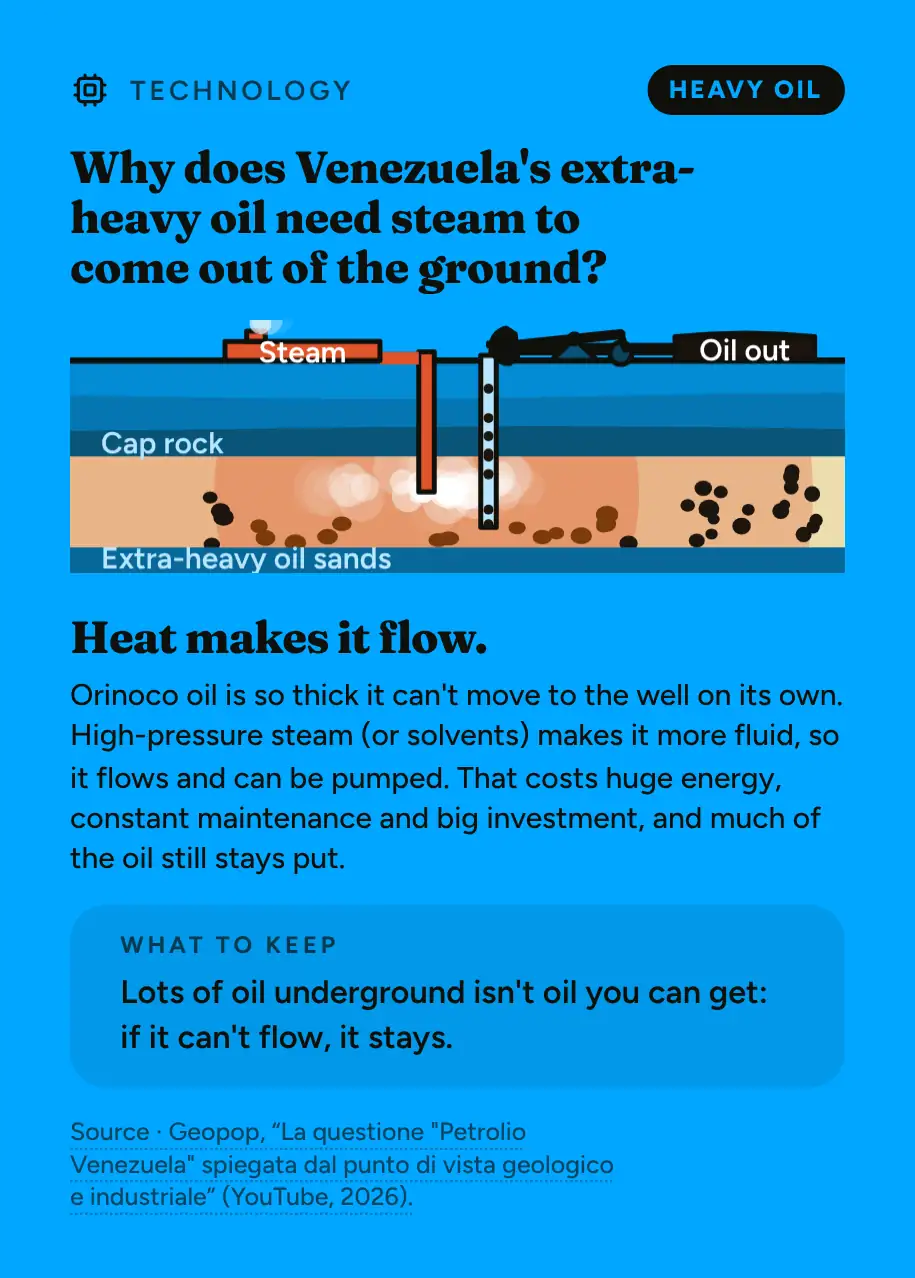 TECHNOLOGY
HEAVY OIL
Why does Venezuela's extra-
heavy oil need steam to
come out of the ground?
Steam
Oil out
Cap rock
Extra-heavy oil sands
Heat makes it flow.
Orinoco oil is so thick it can't move to the well on its own.
High-pressure steam (or solvents) makes it more fluid, so
it flows and can be pumped. That costs huge energy,
constant maintenance and big investment, and much of
the oil still stays put.
WHAT TO KEEP
Lots of oil underground isn't oil you can get:
if it can't flow, it stays.
Source · Geopop, “La questione "Petrolio
Venezuela" spiegata dal punto di vista geologico
e industriale” (YouTube, 2026).